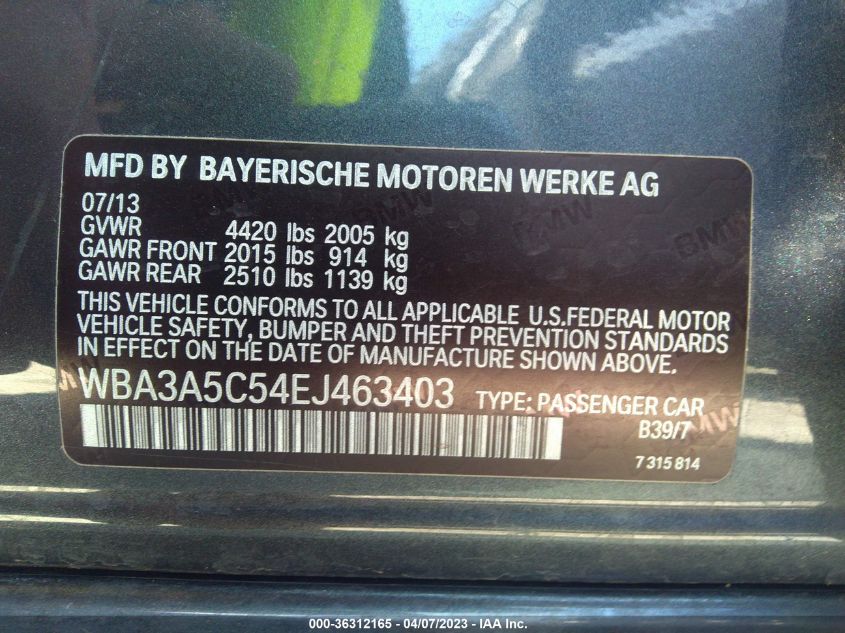 MFD BY BAYERISCHE MOTOREN WERKE AG
07/13
GVWR 4420 lbs 2005 kg
GAWR FRONT 2015 lbs 914 kg
GAWR REAR 2510 lbs 1139 kg
THIS VEHICLE CONFORMS TO ALL APPLICABLE U.S.FEDERAL MOTOR
VEHICLE SAFETY, BUMPER AND THEFT PREVENTION STANDARDS
IN EFFECT ON THE DATE OF MANUFACTURE SHOWN ABOVE.
WBA3A5C54EJ463403 TYPE: PASSENGER CAR
B39/7
7 315 814
BMW
BMW
BMW
000-36312165 - 04/07/2023 - IAA Inc.